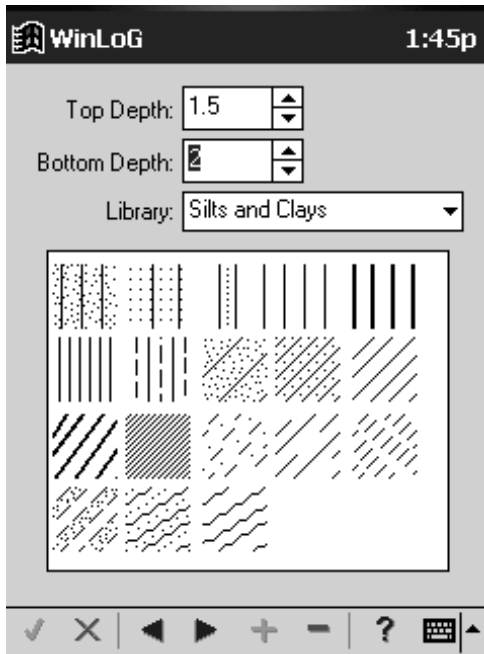 WinLoG 1:45p
Top Depth: 1.5
Bottom Depth: 2
Library: Silts and Clays
?